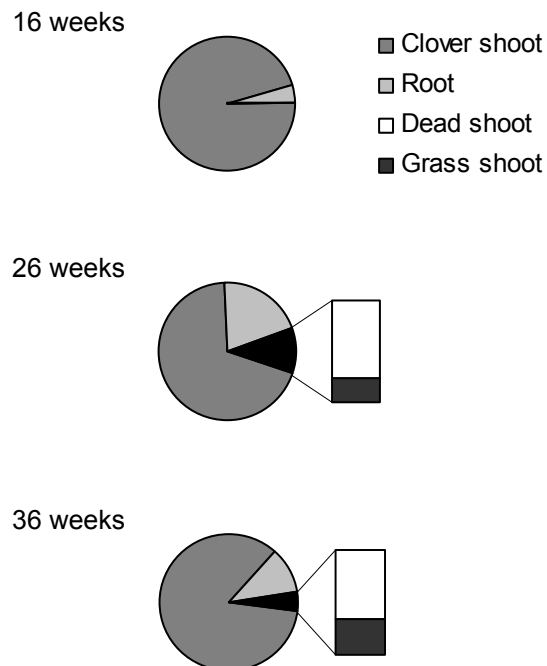 16 weeks
Clover shoot
Root
Dead shoot
Grass shoot
26 weeks
36 weeks